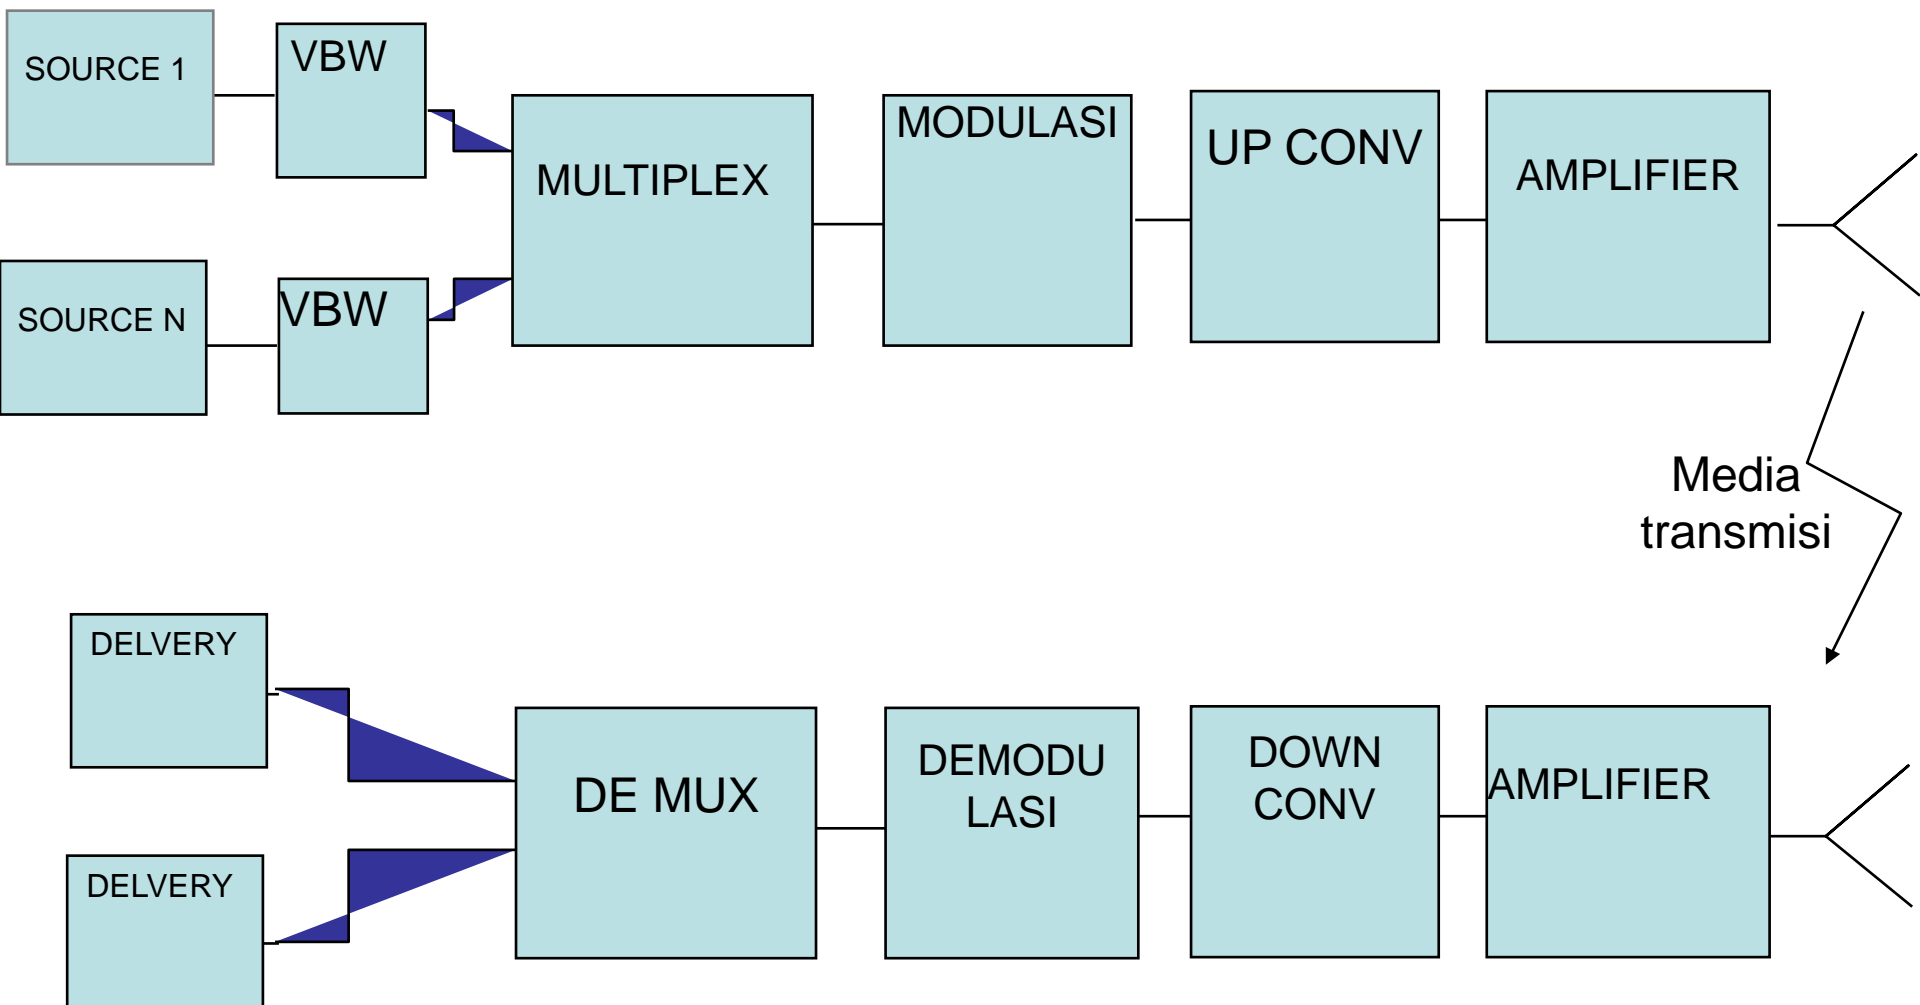 SOURCE 1
VBW
MULTIPLEX
MODULASI
UP CONV
AMPLIFIER
SOURCE N
VBW
Media
transmisi
DELVERY
DE MUX
DEMODU
LASI
DOWN
CONV
AMPLIFIER
DELVERY